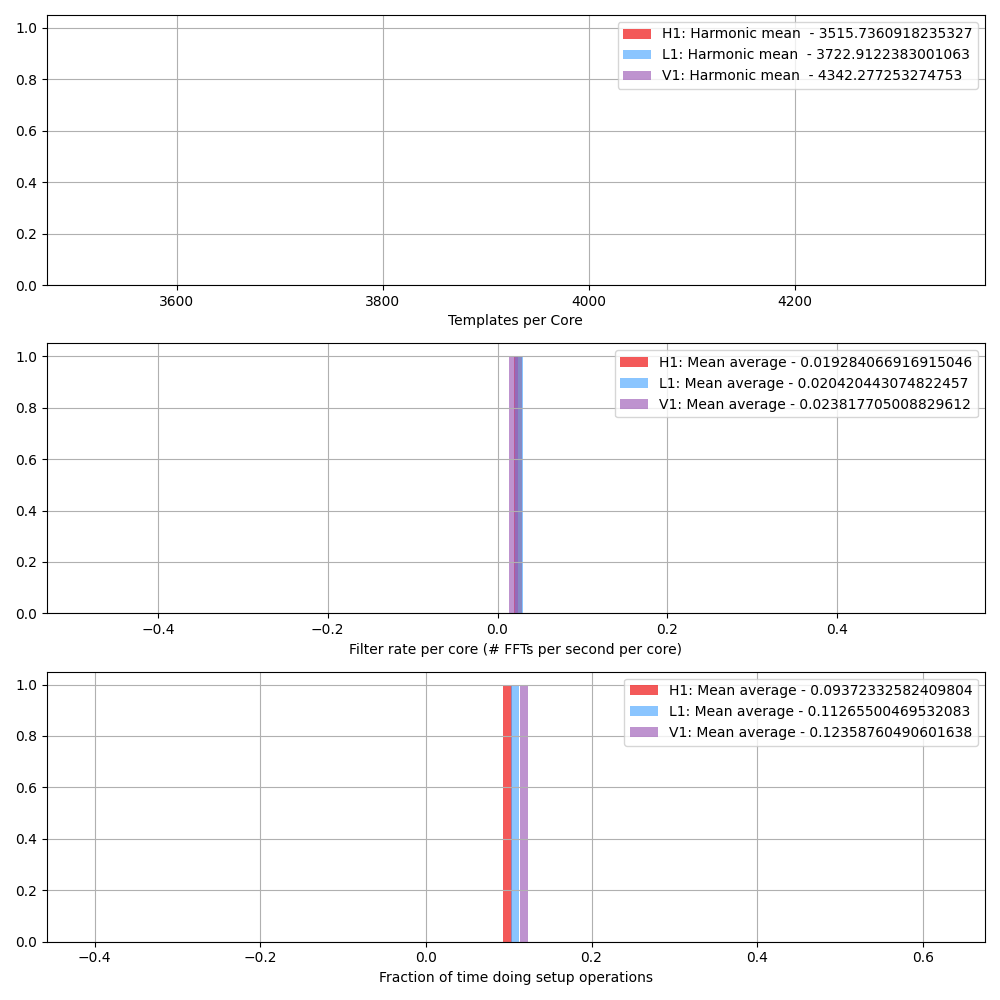 1.0
0.8
0.6
0.4
0.2
0.0
H1: Harmonic mean  - 3515.7360918235327
L1: Harmonic mean  - 3722.9122383001063
V1: Harmonic mean  - 4342.277253274753
3600 3800 4000 4200
Templates per Core
1.0
0.8
0.6
0.4
0.2
0.0
H1: Mean average - 0.019284066916915046
L1: Mean average - 0.020420443074822457
V1: Mean average - 0.023817705008829612
−0.4 −0.2 0.0 0.2 0.4
Filter rate per core (# FFTs per second per core)
1.0
0.8
0.6
0.4
0.2
0.0
H1: Mean average - 0.09372332582409804
L1: Mean average - 0.11265500469532083
V1: Mean average - 0.12358760490601638
−0.4 −0.2 0.0 0.2 0.4 0.6
Fraction of time doing setup operations